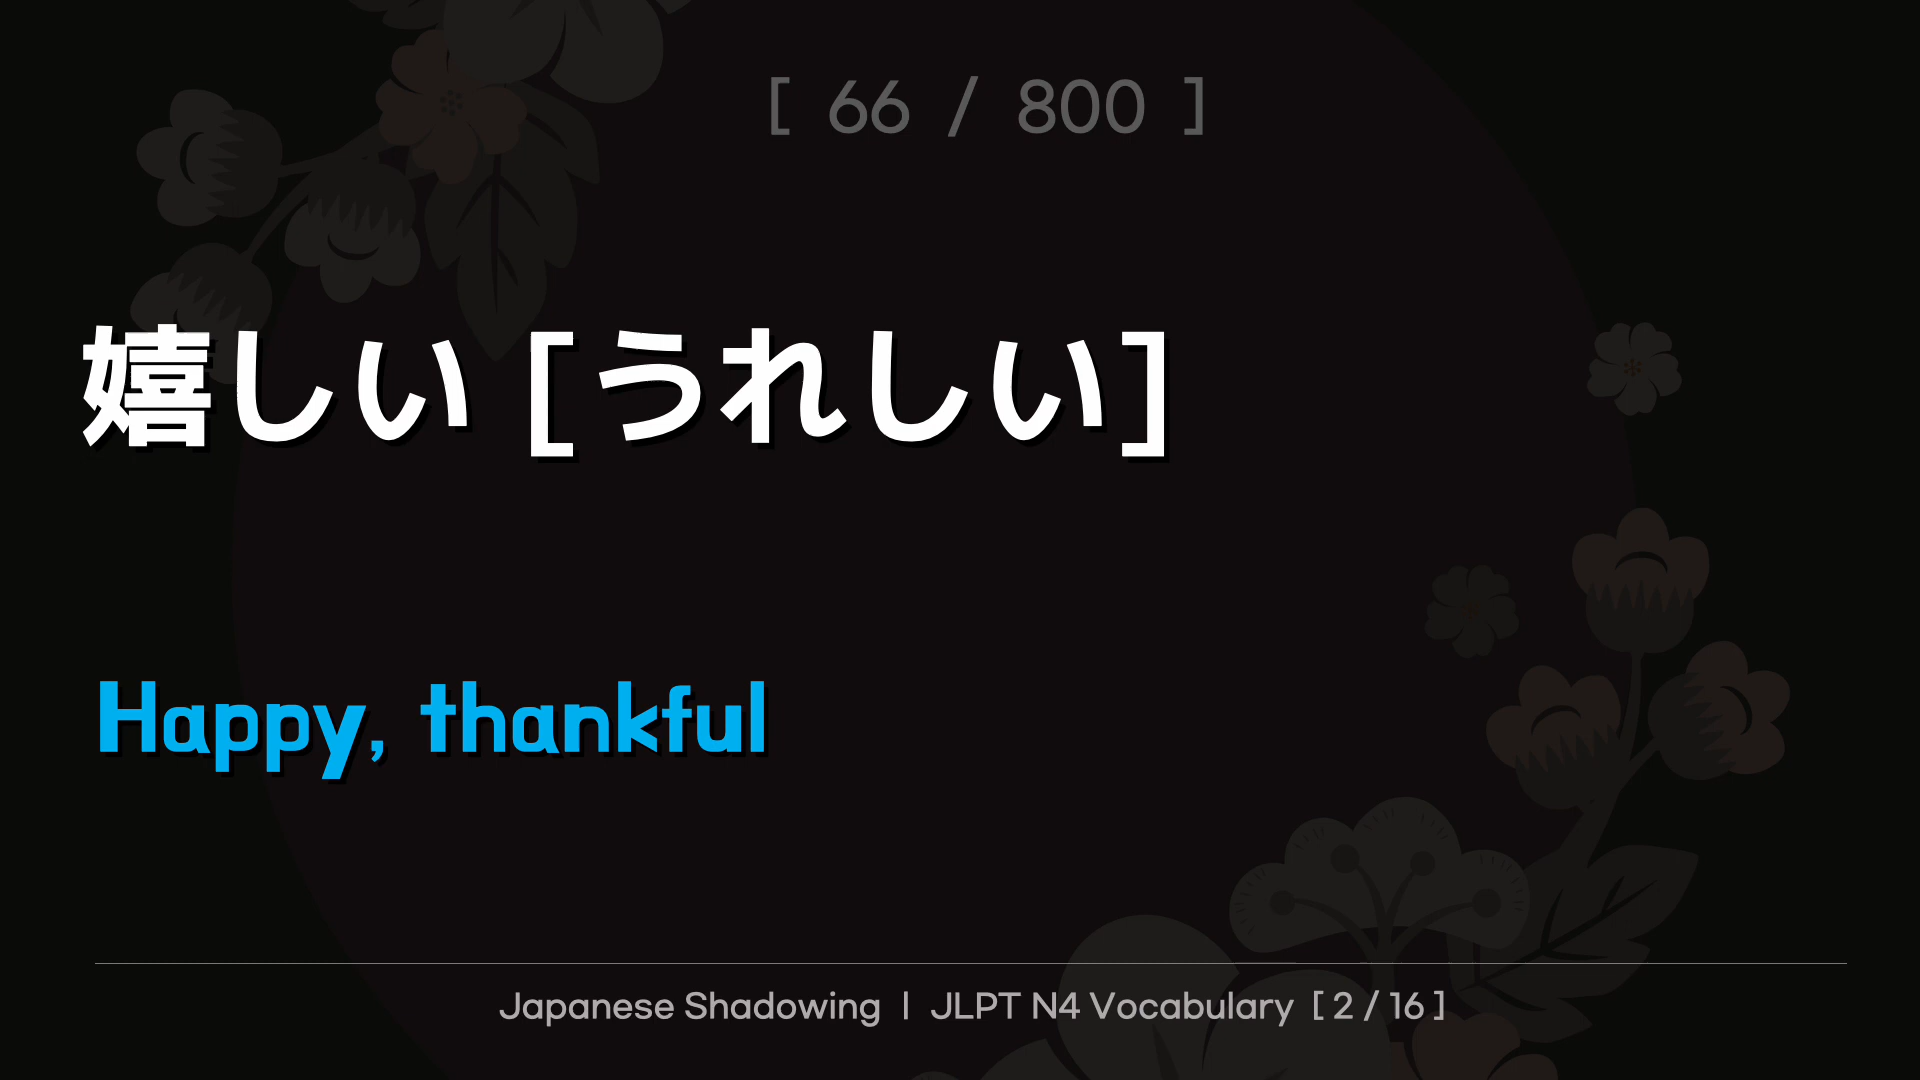 [ 66 / 800 ]
嬉しい [うれしい]
Happy, thankful
Japanese Shadowing | JLPT N4 Vocabulary [ 2 / 16 ]